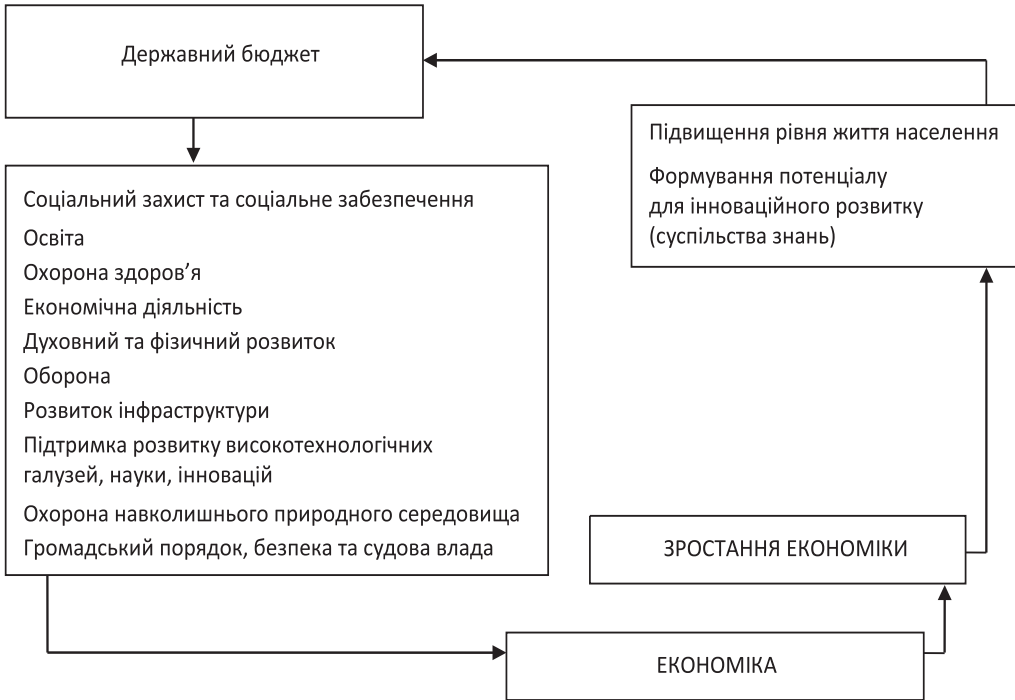 Державний бюджет
Підвищення рівня життя населення
Формування потенціалу
для інноваційного розвитку
(суспільства знань)
Соціальний захист та соціальне забезпечення
Освіта
Охорона здоров’я
Економічна діяльність
Духовний та фізичний розвиток
Оборона
Розвиток інфраструктури
Підтримка розвитку високотехнологічних
галузей, науки, інновацій
Охорона навколишнього природного середовища
Громадський порядок, безпека та судова влада
ЗРОСТАННЯ ЕКОНОМІКИ
ЕКОНОМІКА